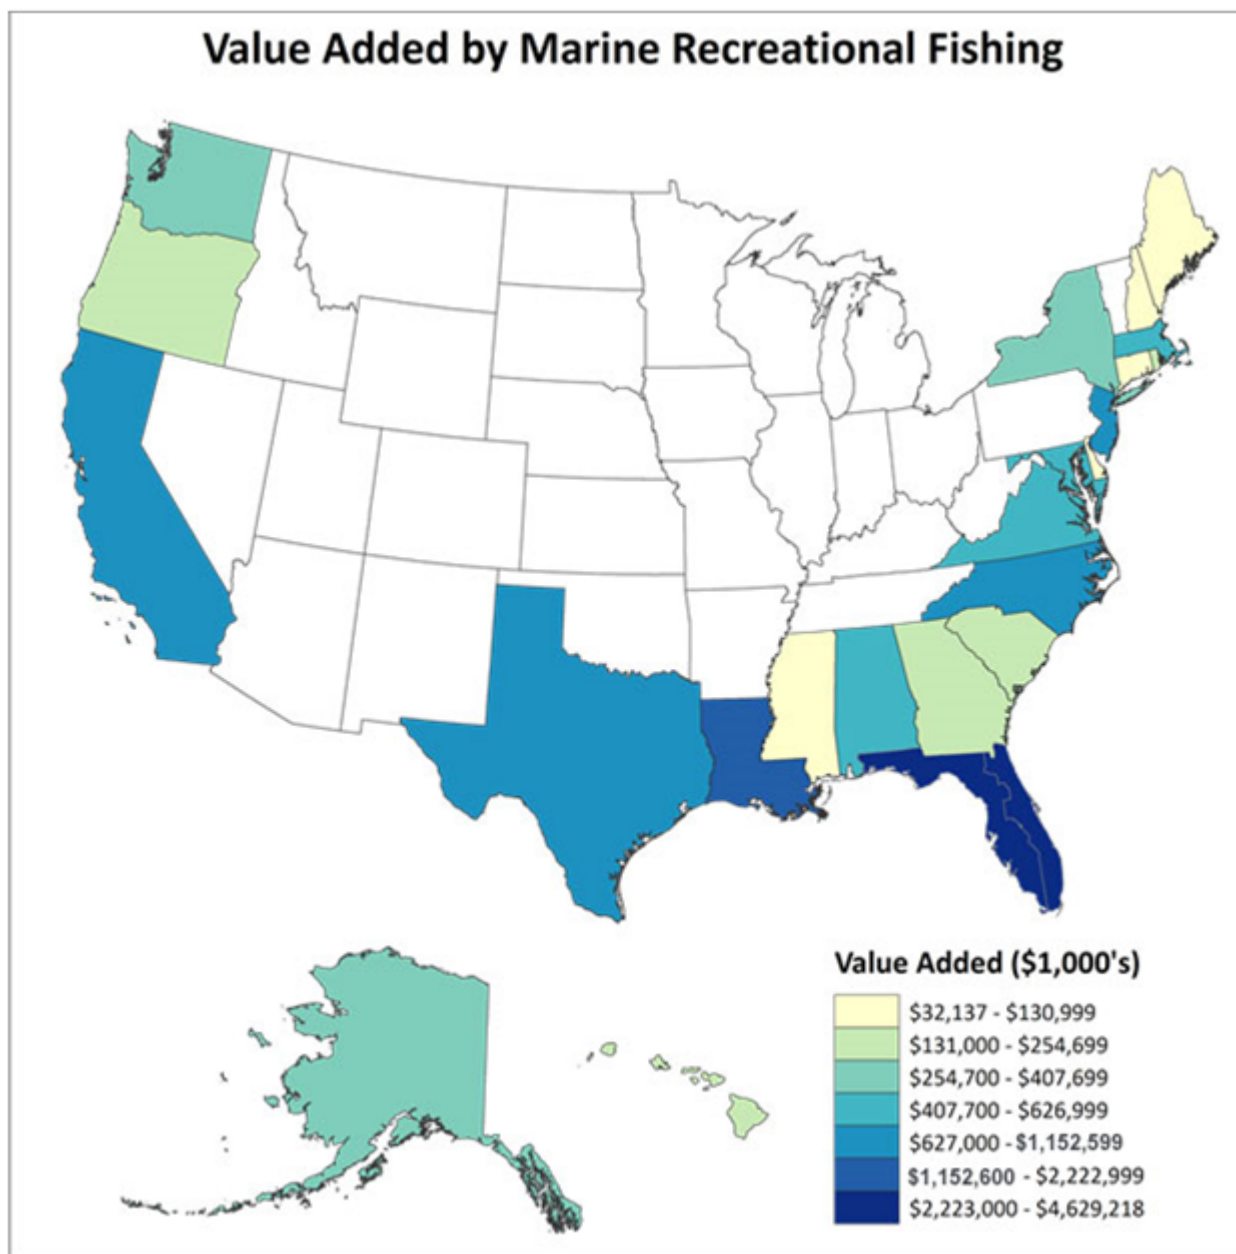 Value Added by Marine Recreational Fishing
Value Added ($1,000's)
$32,137 - $130,999
$131,000 - $254,699
$254,700 - $407,699
$407,700 - $626,999
$627,000 - $1,152,599
$1,152,600 - $2,222,999
$2,223,000 - $4,629,218